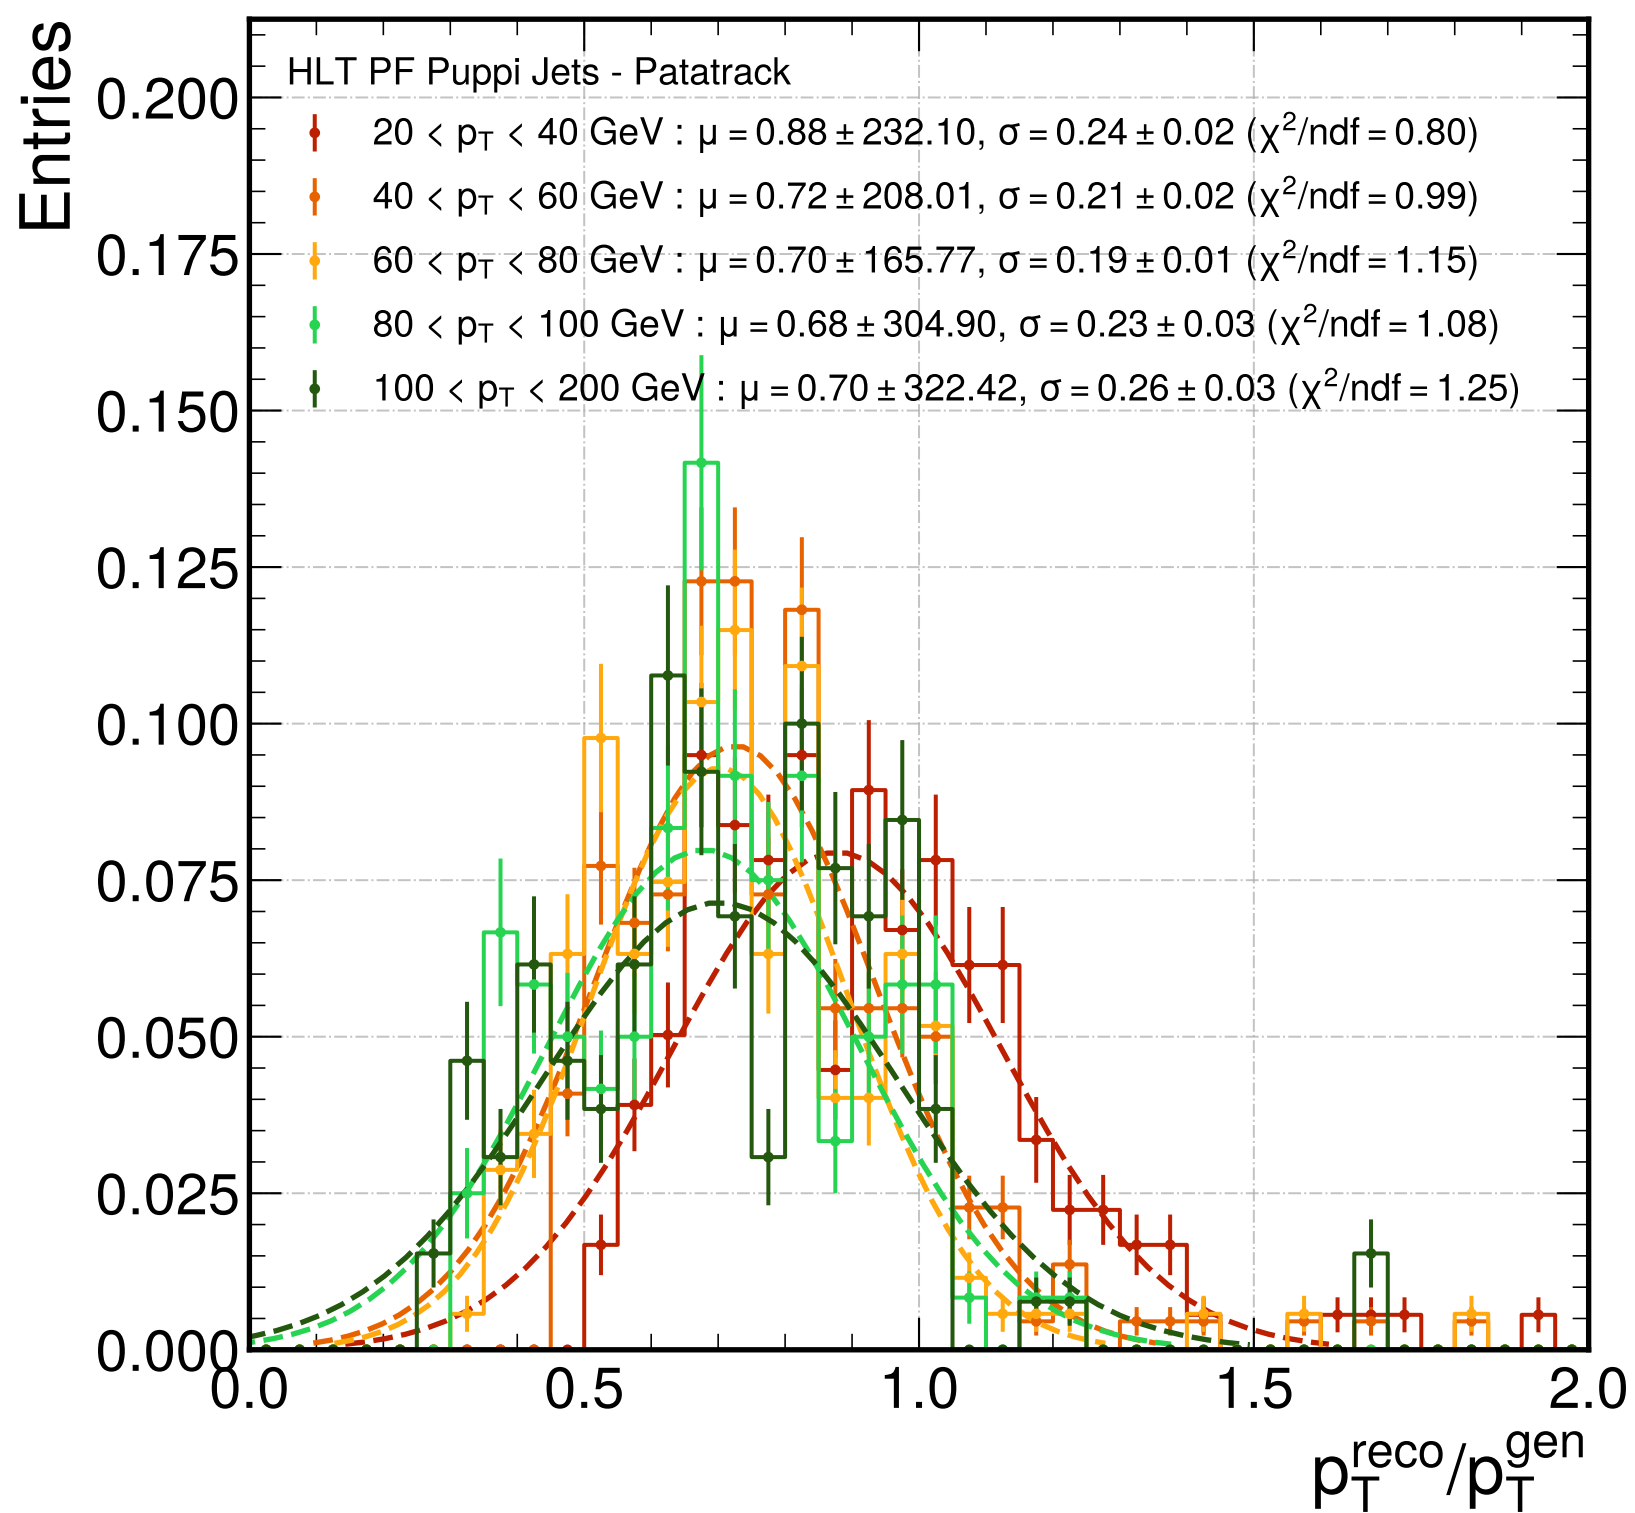 Entries
0.200
0.175
0.150
0.125
0.100
0.075
0.050
0.025
0.000
HLT PF Puppi Jets - Patatrack
20 < pT < 40 GeV : μ = 0.88 ± 232.10, σ = 0.24 ± 0.02 (χ²/ndf = 0.80)
40 < pT < 60 GeV : μ = 0.72 ± 208.01, σ = 0.21 ± 0.02 (χ²/ndf = 0.99)
60 < pT < 80 GeV : μ = 0.70 ± 165.77, σ = 0.19 ± 0.01 (χ²/ndf = 1.15)
80 < pT < 100 GeV : μ = 0.68 ± 304.90, σ = 0.23 ± 0.03 (χ²/ndf = 1.08)
100 < pT < 200 GeV : μ = 0.70 ± 322.42, σ = 0.26 ± 0.03 (χ²/ndf = 1.25)
0.0 0.5 1.0 1.5 2.0
pT^reco/pT^gen